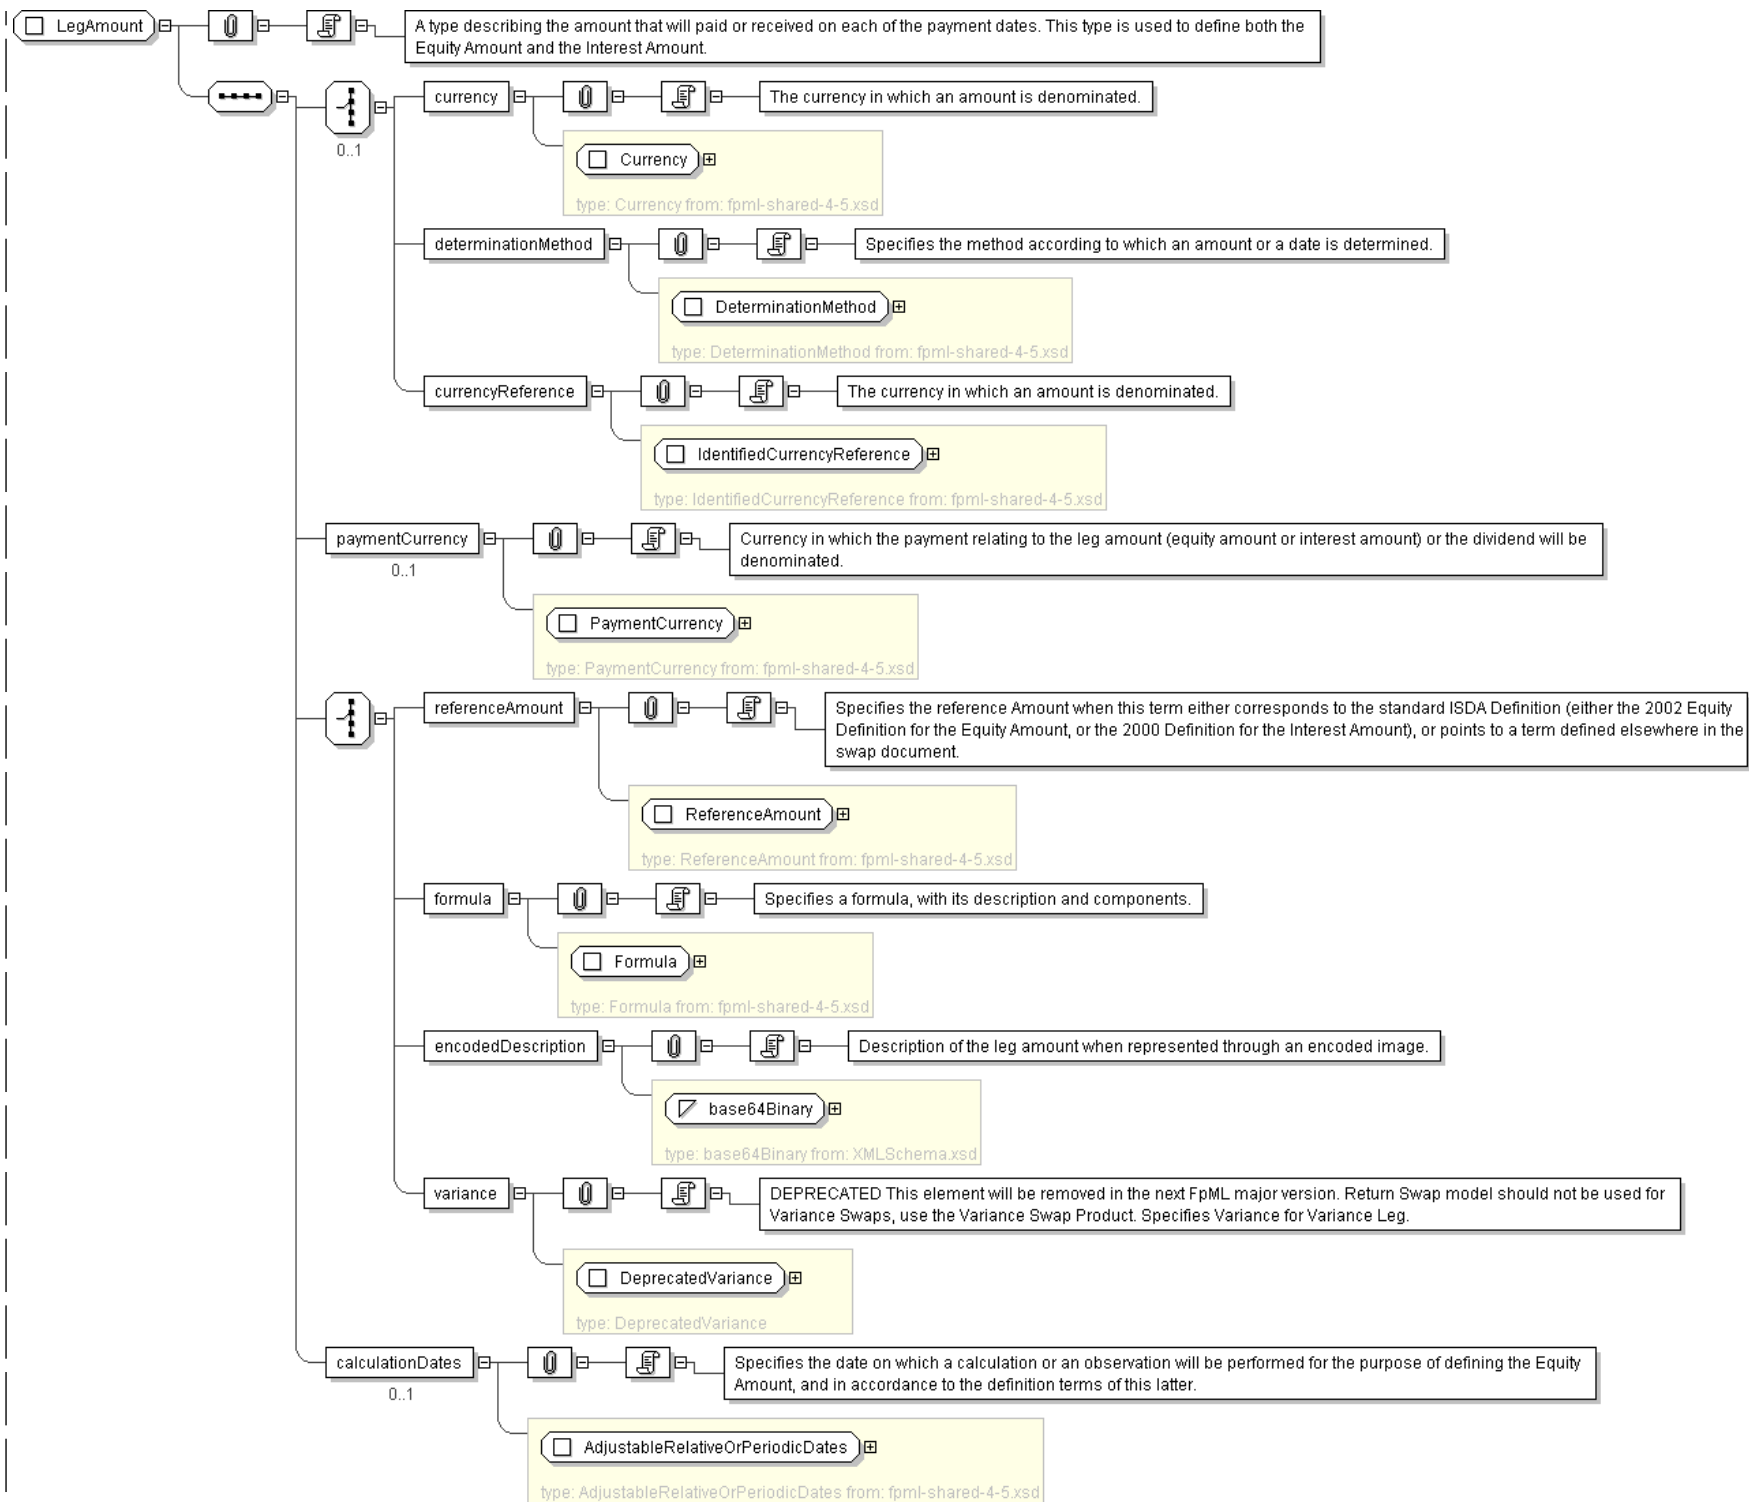 LegAmount
A type describing the amount that will paid or received on each of the payment dates. This type is used to define both the
Equity Amount and the Interest Amount.
0..1
currency
The currency in which an amount is denominated.
Currency
type: Currency from: fpml-shared-4-5.xsd
determinationMethod
Specifies the method according to which an amount or a date is determined.
DeterminationMethod
type: DeterminationMethod from: fpml-shared-4-5.xsd
currencyReference
The currency in which an amount is denominated.
IdentifiedCurrencyReference
type: IdentifiedCurrencyReference from: fpml-shared-4-5.xsd
paymentCurrency
0..1
Currency in which the payment relating to the leg amount (equity amount or interest amount) or the dividend will be
denominated.
PaymentCurrency
type: PaymentCurrency from: fpml-shared-4-5.xsd
referenceAmount
Specifies the reference Amount when this term either corresponds to the standard ISDA Definition (either the 2002 Equity
Definition for the Equity Amount, or the 2000 Definition for the Interest Amount), or points to a term defined elsewhere in the
swap document.
ReferenceAmount
type: ReferenceAmount from: fpml-shared-4-5.xsd
formula
Specifies a formula, with its description and components.
Formula
type: Formula from: fpml-shared-4-5.xsd
encodedDescription
Description of the leg amount when represented through an encoded image.
base64Binary
type: base64Binary from: XMLSchema.xsd
variance
DEPRECATED This element will be removed in the next FpML major version. Return Swap model should not be used for
Variance Swaps, use the Variance Swap Product. Specifies Variance for Variance Leg.
DeprecatedVariance
type: DeprecatedVariance
calculationDates
0..1
Specifies the date on which a calculation or an observation will be performed for the purpose of defining the Equity
Amount, and in accordance to the definition terms of this latter.
AdjustableRelativeOrPeriodicDates
type: AdjustableRelativeOrPeriodicDates from: fpml-shared-4-5.xsd